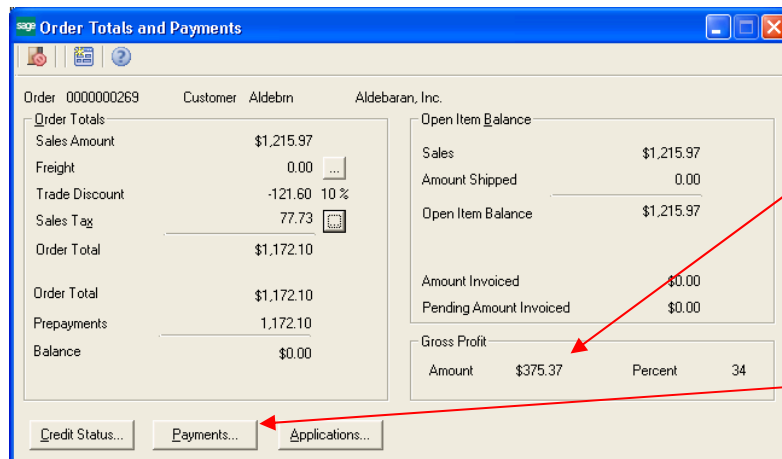 sage Order Totals and Payments
Order 0000000269 Customer Aldebrn Aldebaran, Inc.
Order Totals
Sales Amount $1,215.97
Freight 0.00 ...
Trade Discount -121.60 10 %
Sales Tax 77.73
Order Total $1,172.10
Order Total $1,172.10
Prepayments 1,172.10
Balance $0.00
Open Item Balance
Sales $1,215.97
Amount Shipped 0.00
Open Item Balance $1,215.97
Amount Invoiced $0.00
Pending Amount Invoiced $0.00
Gross Profit
Amount $375.37 Percent 34
Credit Status... Payments... Applications...